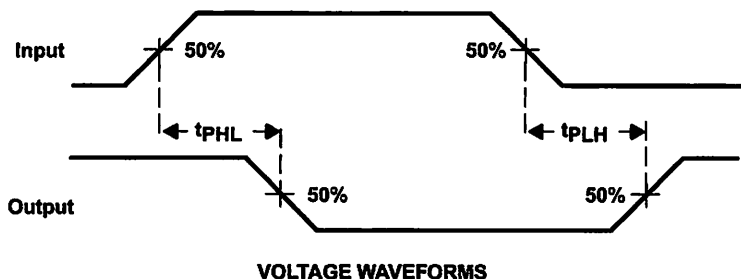 Input
50%
50%
tPHL
tPLH
Output
50%
50%
VOLTAGE WAVEFORMS